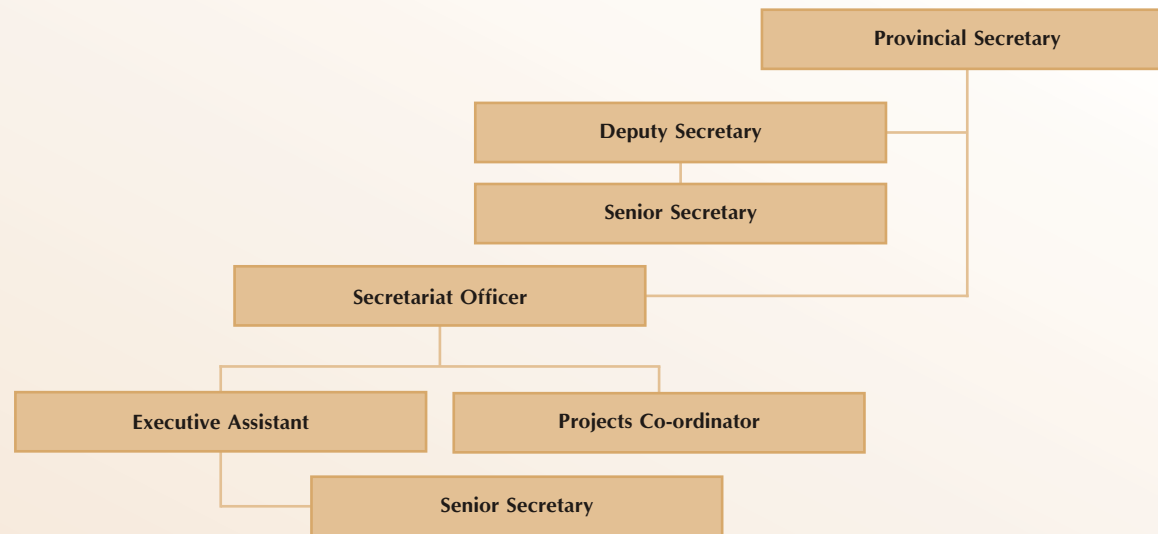 Provincial Secretary
Deputy Secretary
Senior Secretary
Secretariat Officer
Executive Assistant
Projects Co-ordinator
Senior Secretary